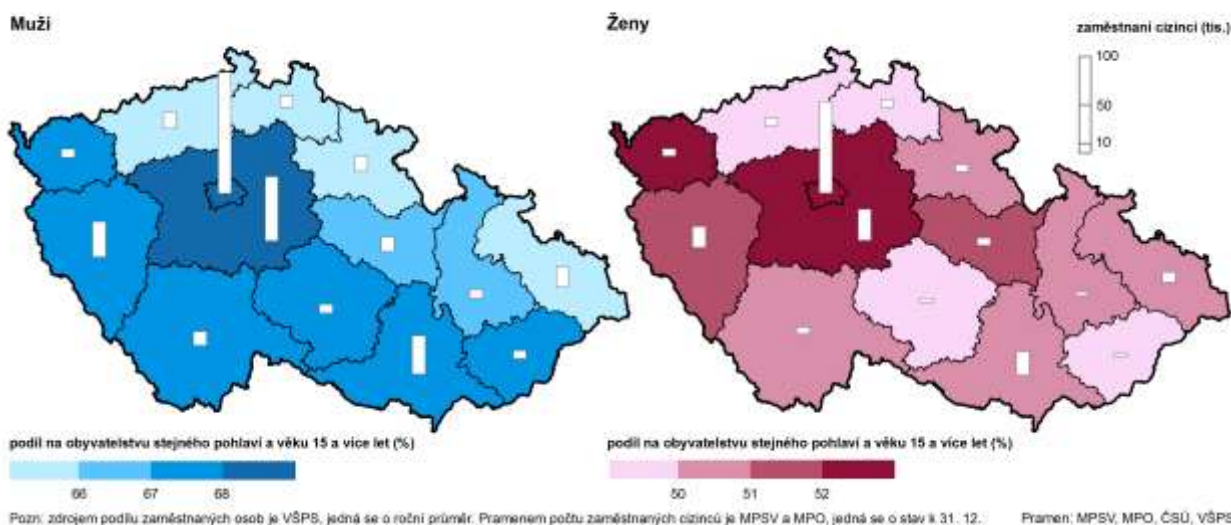 Muži
Ženy
zaměstnaní cizinci (tis.)
100
50
10
podíl na obyvatelstvu stejného pohlaví a věku 15 a více let (%)
66 67 68
podíl na obyvatelstvu stejného pohlaví a věku 15 a více let (%)
50 51 52
Pozn: zdrojem podílu zaměstnaných osob je VŠPS, jedná se o roční průměr. Pramenem počtu zaměstnaných cizinců je MPSV a MPO, jedná se o stav k 31. 12.
Pramen: MPSV, MPO, ČSÚ, VŠPS